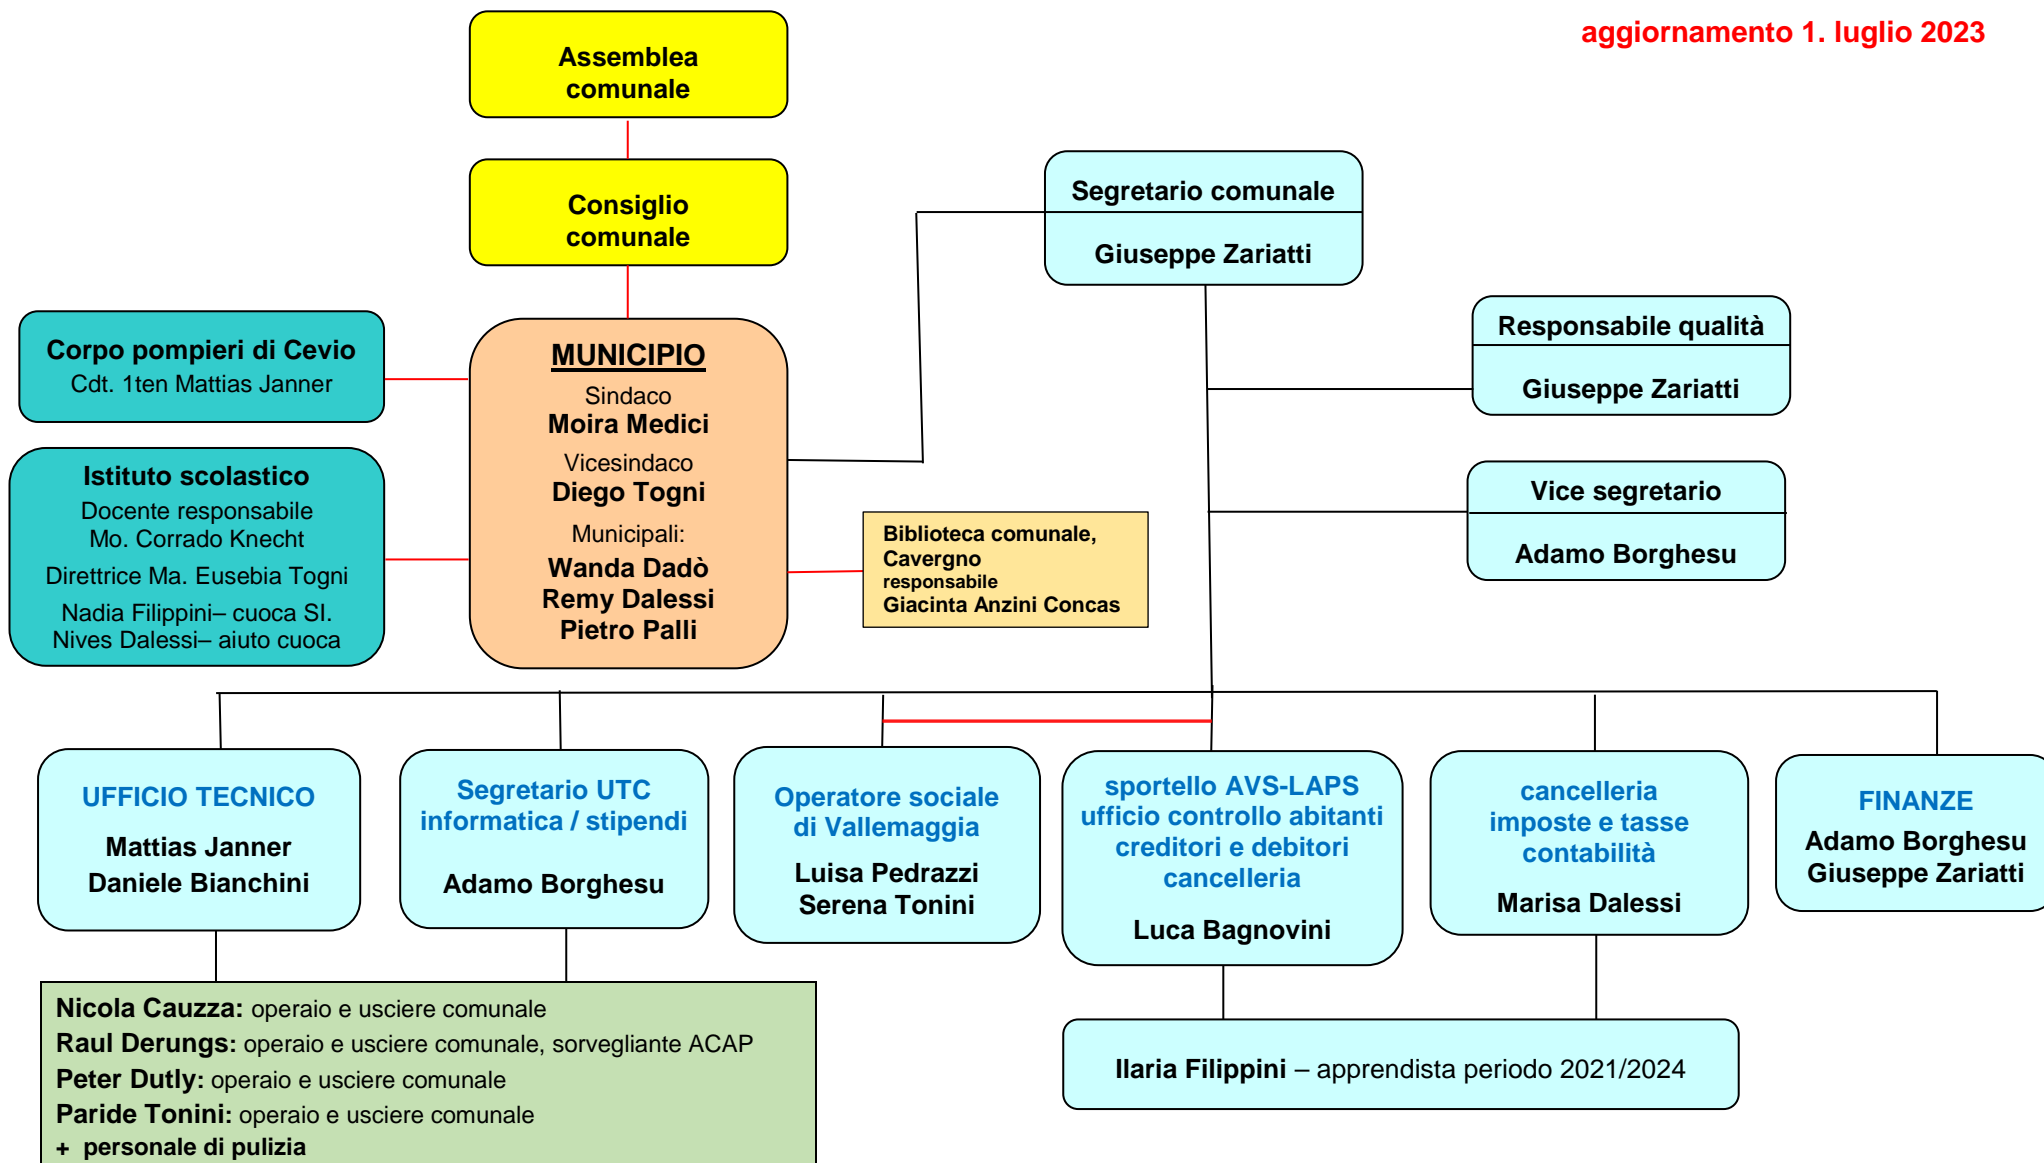 aggiornamento 1. luglio 2023
Assemblea
comunale
Consiglio
comunale
Segretario comunale
Giuseppe Zariatti
Responsabile qualità
Giuseppe Zariatti
Vice segretario
Adamo Borghesu
Corpo pompieri di Cevio
Cdt. 1ten Mattias Janner
Istituto scolastico
Docente responsabile
Mo. Corrado Knecht
Direttrice Ma. Eusebia Togni
Nadia Filippini– cuoca SI.
Nives Dalessi– aiuto cuoca
MUNICIPIO
Sindaco
Moira Medici
Vicesindaco
Diego Togni
Municipali:
Wanda Dadò
Remy Dalessi
Pietro Palli
Biblioteca comunale,
Cavergno
responsabile
Giacinta Anzini Concas
UFFICIO TECNICO
Mattias Janner
Daniele Bianchini
Segretario UTC
informatica / stipendi
Adamo Borghesu
Operatore sociale
di Vallemaggia
Luisa Pedrazzi
Serena Tonini
sportello AVS-LAPS
ufficio controllo abitanti
creditori e debitori
cancelleria
Luca Bagnovini
cancelleria
imposte e tasse
contabilità
Marisa Dalessi
FINANZE
Adamo Borghesu
Giuseppe Zariatti
Nicola Cauzza: operaio e usciere comunale
Raul Derungs: operaio e usciere comunale, sorvegliante ACAP
Peter Dutly: operaio e usciere comunale
Paride Tonini: operaio e usciere comunale
+ personale di pulizia
Ilaria Filippini – apprendista periodo 2021/2024